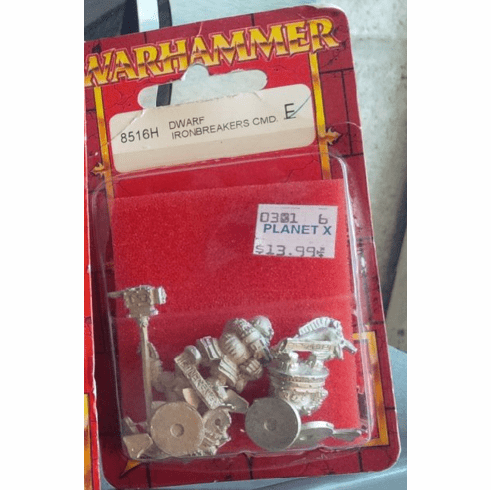 WARHAMMER
8516H DWARF
IRONBREAKERS CMD. E
0301 6
PLANET X
$13.99